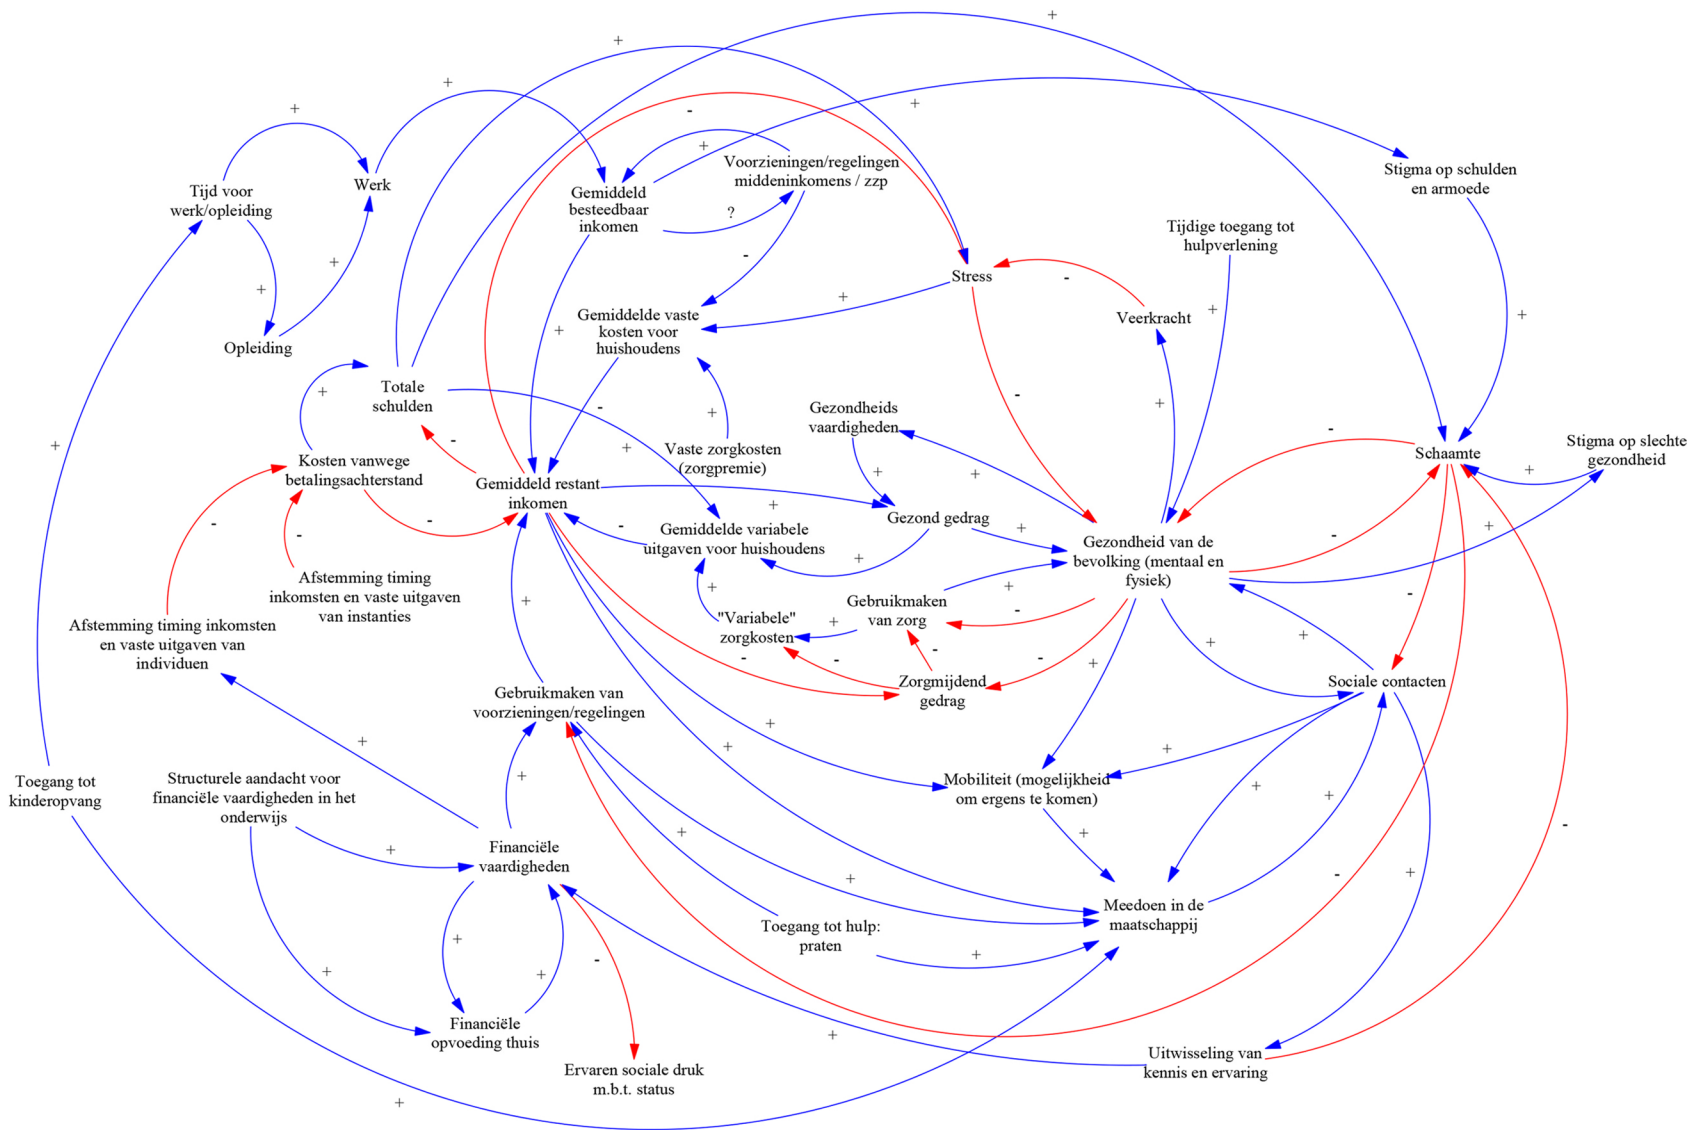 Tijd voor
werk/opleiding
Werk
Gemiddeld
besteedbaar
inkomen
Voorzieningen/regelingen
middeninkomens / zzp
Stigma op schulden
en armoede
Tijdige toegang tot
hulpverlening
Stress
Veerkracht
Opleiding
Gemiddelde vaste
kosten voor
huishoudens
Totale
schulden
Gezondheids
vaardigheden
Vaste zorgkosten
(zorgpremie)
Schaamte
Stigma op slechte
gezondheid
Kosten vanwege
betalingsachterstand
Gemiddeld restant
inkomen
Gezond gedrag
Gemiddelde variabele
uitgaven voor huishoudens
Gezondheid van de
bevolking (mentaal en
fysiek)
Afstemming timing
inkomsten en vaste uitgaven
van instanties
"Variabele"
zorgkosten
Gebruikmaken
van zorg
Afstemming timing inkomsten
en vaste uitgaven van
individuen
Zorgmijdend
gedrag
Sociale contacten
Gebruikmaken van
voorzieningen/regelingen
Toegang tot
kinderopvang
Structurele aandacht voor
financiële vaardigheden in het
onderwijs
Mobiliteit (mogelijkheid
om ergens te komen)
Financiële
vaardigheden
Toegang tot hulp:
praten
Meedoen in de
maatschappij
Financiële
opvoeding thuis
Ervaren sociale druk
m.b.t. status
Uitwisseling van
kennis en ervaring
?